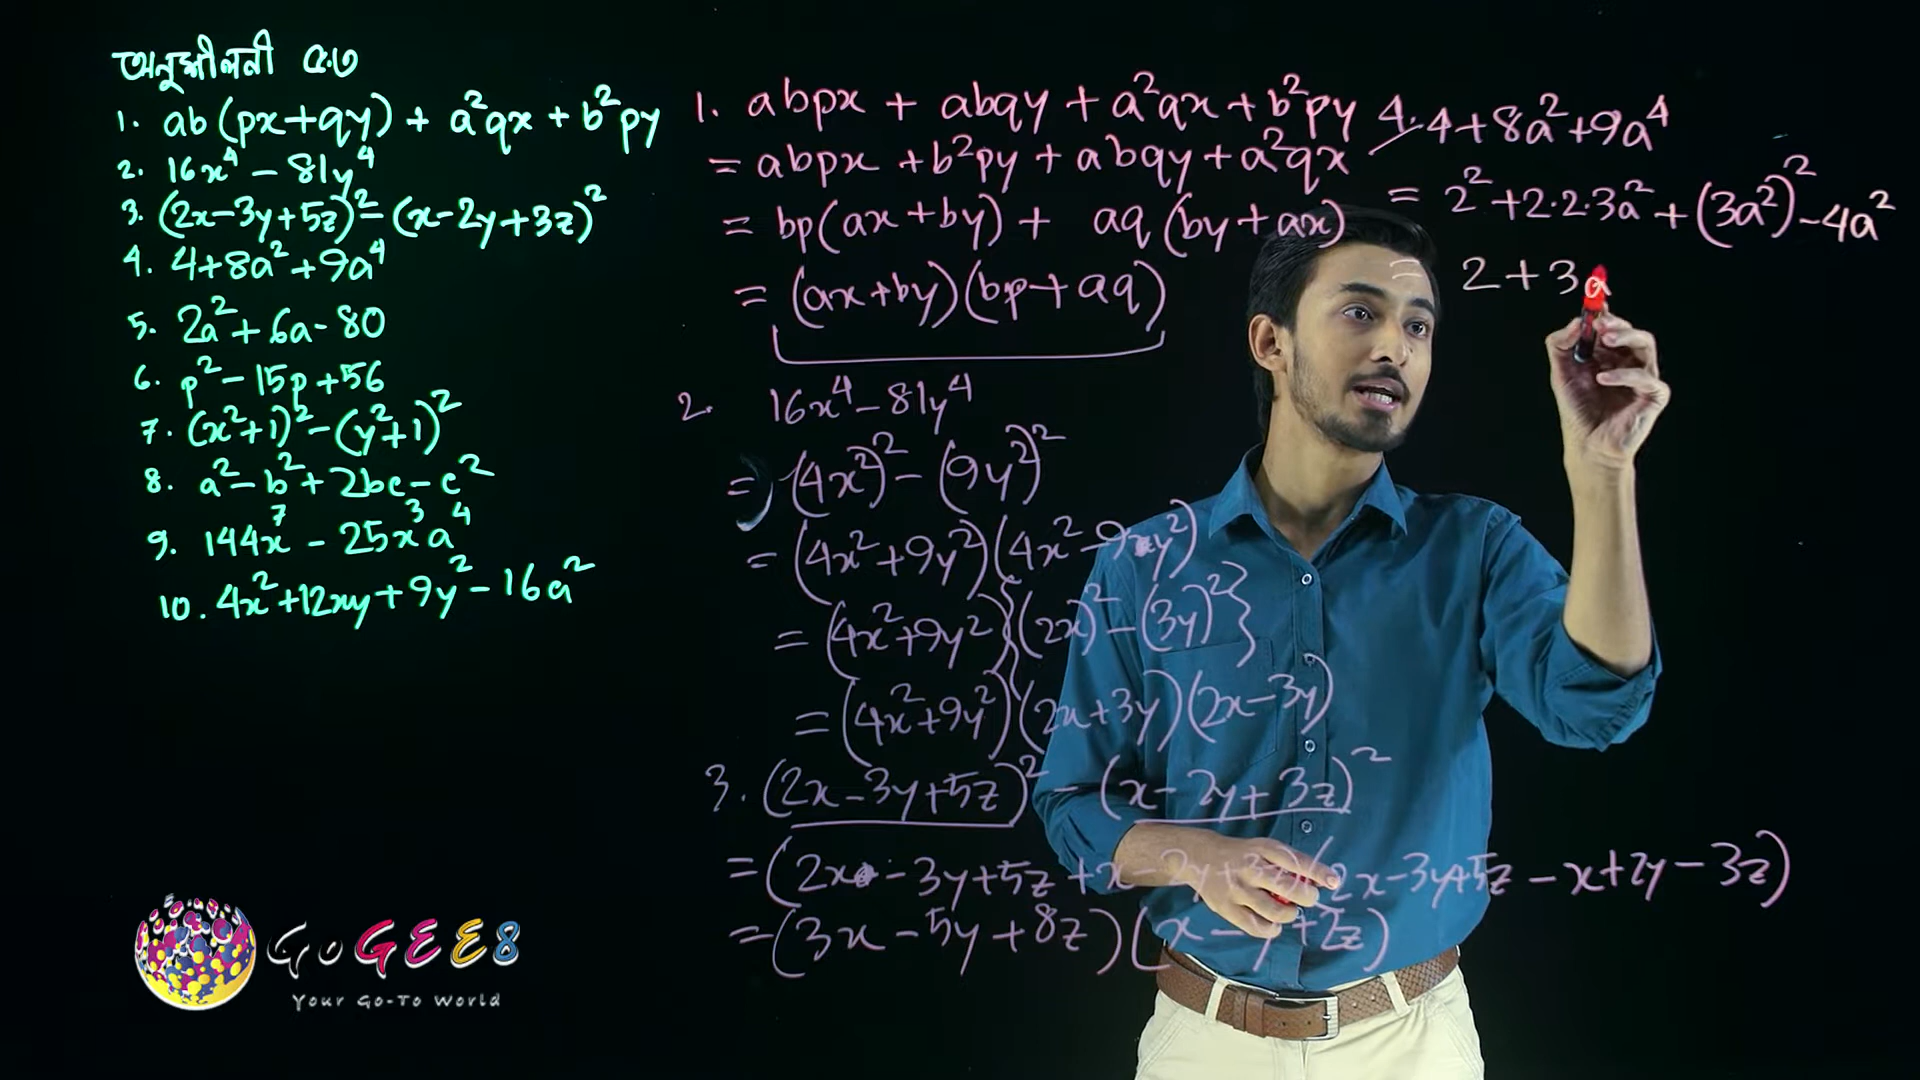 অনুশীলনী ৫.৩
1. ab(px+qy) + a²qx + b²py
2. 16x⁴ – 81y⁴
3. (2x–3y+5z)² – (x–2y+3z)²
4. 4+8a²+9a⁴
5. 2a²+6a–80
6. p²–15p+56
7. (x²+1)²–(y²+1)²
8. a²–b²+2bc–c²
9. 144x⁷ – 25x³a⁴
10. 4x²+12xy+9y²–16a²
1. abpx + abqy + a²qx + b²py
= abpx + b²py + abqy + a²qx
= bp(ax+by) + aq(by+ax)
= (ax+by)(bp+aq)
2. 16x⁴–81y⁴
= (4x²)² – (9y²)²
= (4x²+9y²)(4x²–9y²)
= (4x²+9y²){(2x)²–(3y)²}
= (4x²+9y²)(2x+3y)(2x–3y)
3. (2x–3y+5z)² – (x–2y+3z)²
= (2x–3y+5z+x–2y+3z)(2x–3y+5z–x+2y–3z)
= (3x–5y+8z)(x–y+2z)
4. 4+8a²+9a⁴
= 2²+2·2·3a²+(3a²)²–4a²
= 2+3a
GoGEE8
Your Go-To World